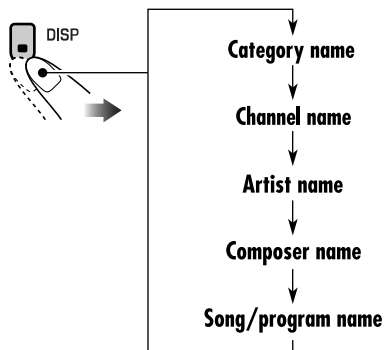 DISP
Category name
Channel name
Artist name
Composer name
Song/program name